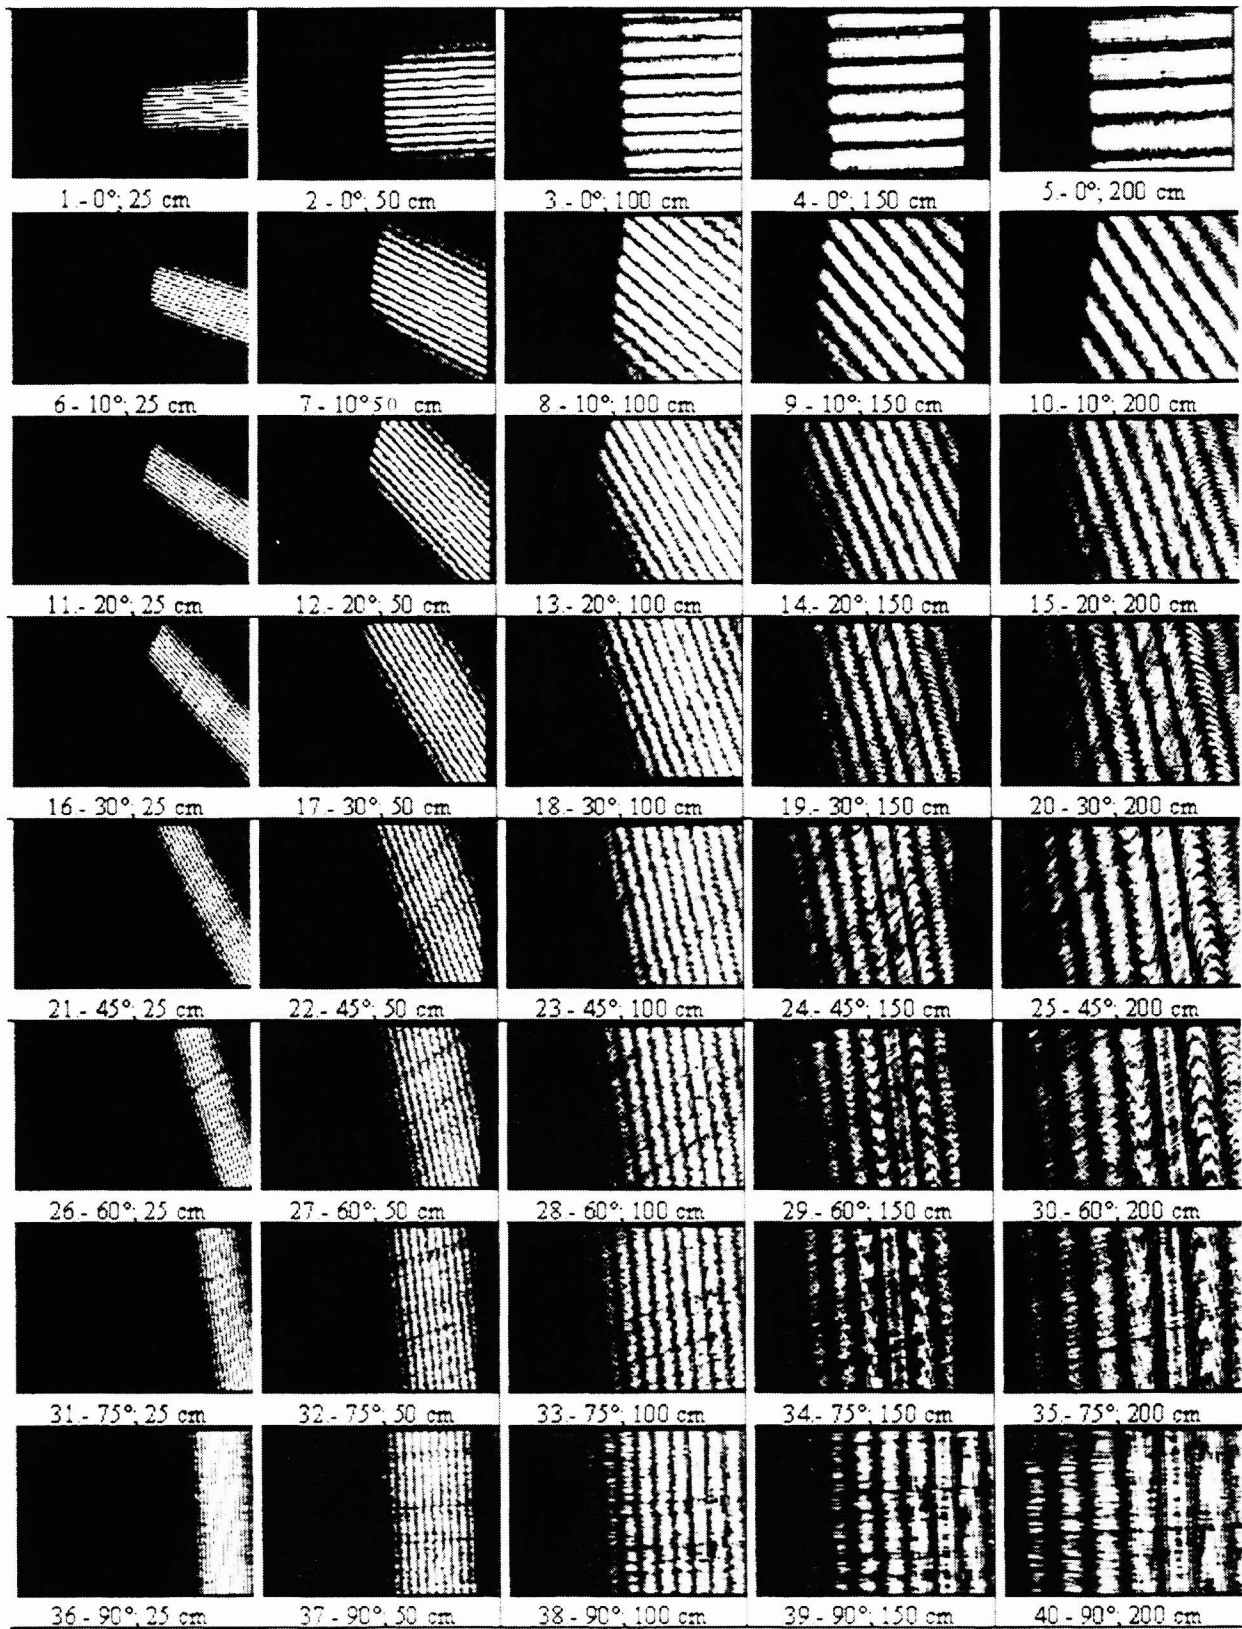 1.- 0°; 25 cm 2 - 0°; 50 cm 3.- 0°; 100 cm 4.- 0°; 150 cm 5.- 0°; 200 cm
6 - 10°; 25 cm 7 - 10°50 cm 8 - 10°; 100 cm 9 - 10°; 150 cm 10.- 10°; 200 cm
11.- 20°; 25 cm 12.- 20°; 50 cm 13.- 20°; 100 cm 14.- 20°; 150 cm 15.- 20°; 200 cm
16.- 30°; 25 cm 17.- 30°; 50 cm 18.- 30°; 100 cm 19.- 30°; 150 cm 20.- 30°; 200 cm
21.- 45°; 25 cm 22.- 45°; 50 cm 23.- 45°; 100 cm 24.- 45°; 150 cm 25.- 45°; 200 cm
26.- 60°; 25 cm 27.- 60°; 50 cm 28.- 60°; 100 cm 29.- 60°; 150 cm 30.- 60°; 200 cm
31.- 75°; 25 cm 32.- 75°; 50 cm 33.- 75°; 100 cm 34.- 75°; 150 cm 35.- 75°; 200 cm
36 - 90°; 25 cm 37.- 90°; 50 cm 38.- 90°; 100 cm 39.- 90°; 150 cm 40.- 90°; 200 cm